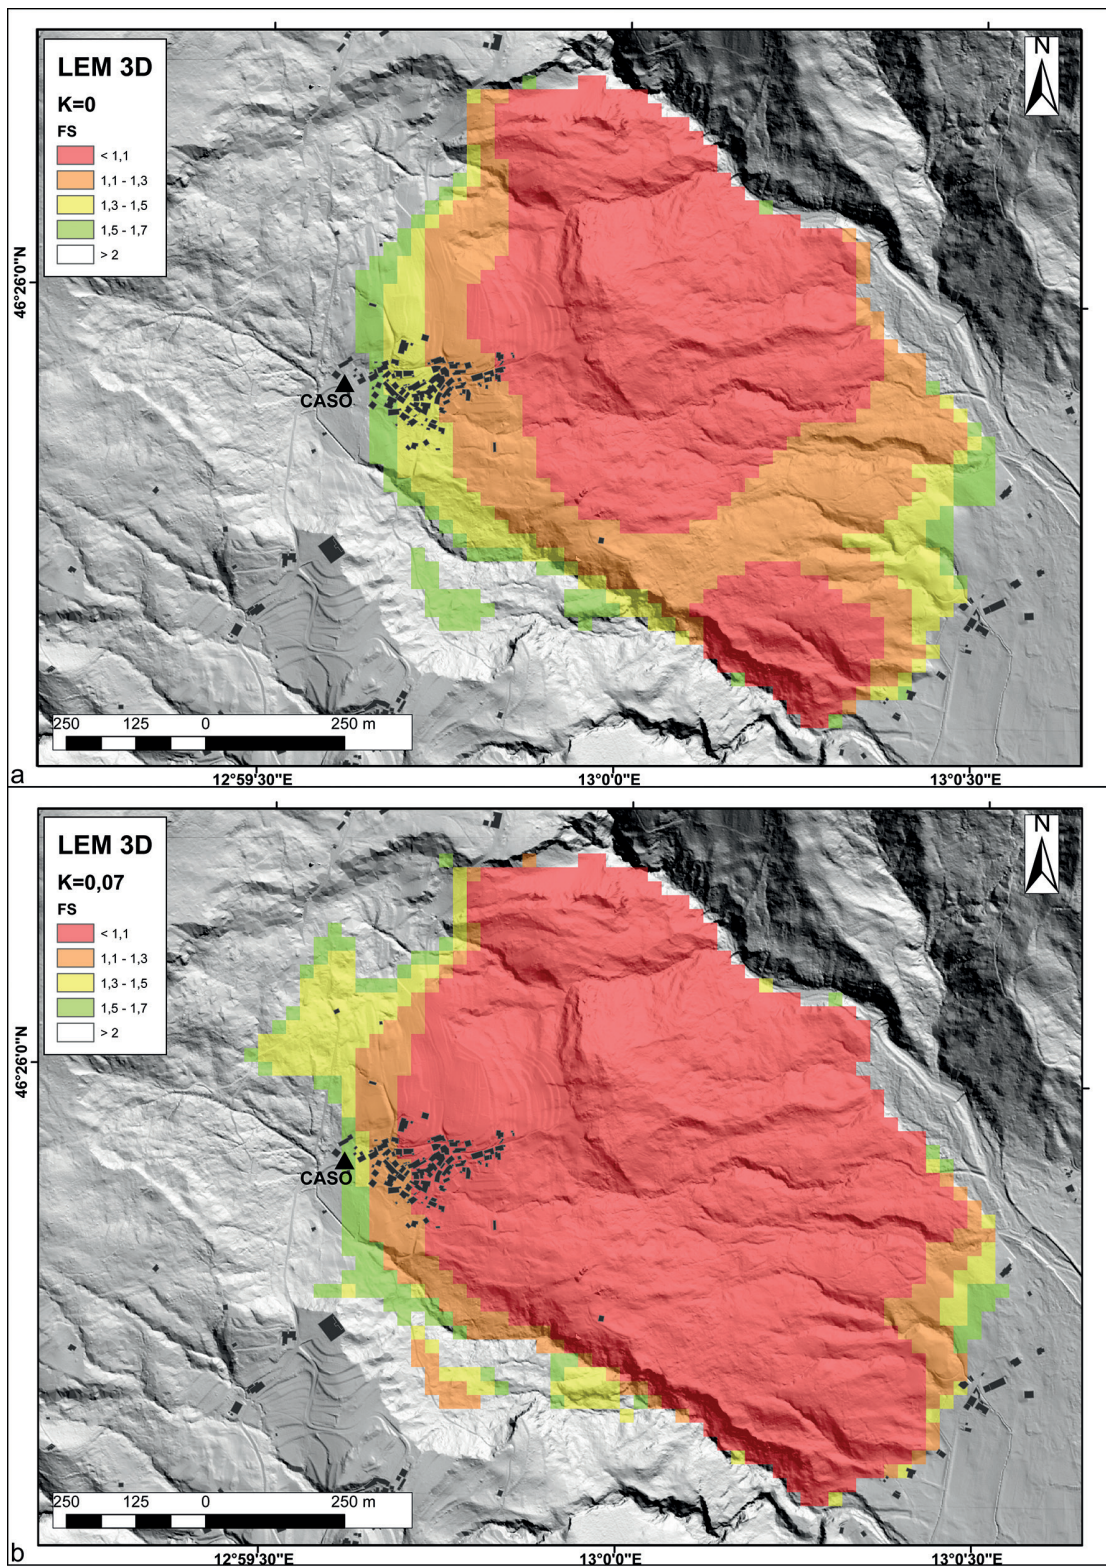 LEM 3D
K=0
FS
< 1,1
1,1 - 1,3
1,3 - 1,5
1,5 - 1,7
> 2
N
46°26'0"N
CASO
250 125 0 250 m
a
12°59'30"E 13°0'0"E 13°0'30"E
LEM 3D
K=0,07
FS
< 1,1
1,1 - 1,3
1,3 - 1,5
1,5 - 1,7
> 2
N
46°26'0"N
CASO
250 125 0 250 m
b
12°59'30"E 13°0'0"E 13°0'30"E